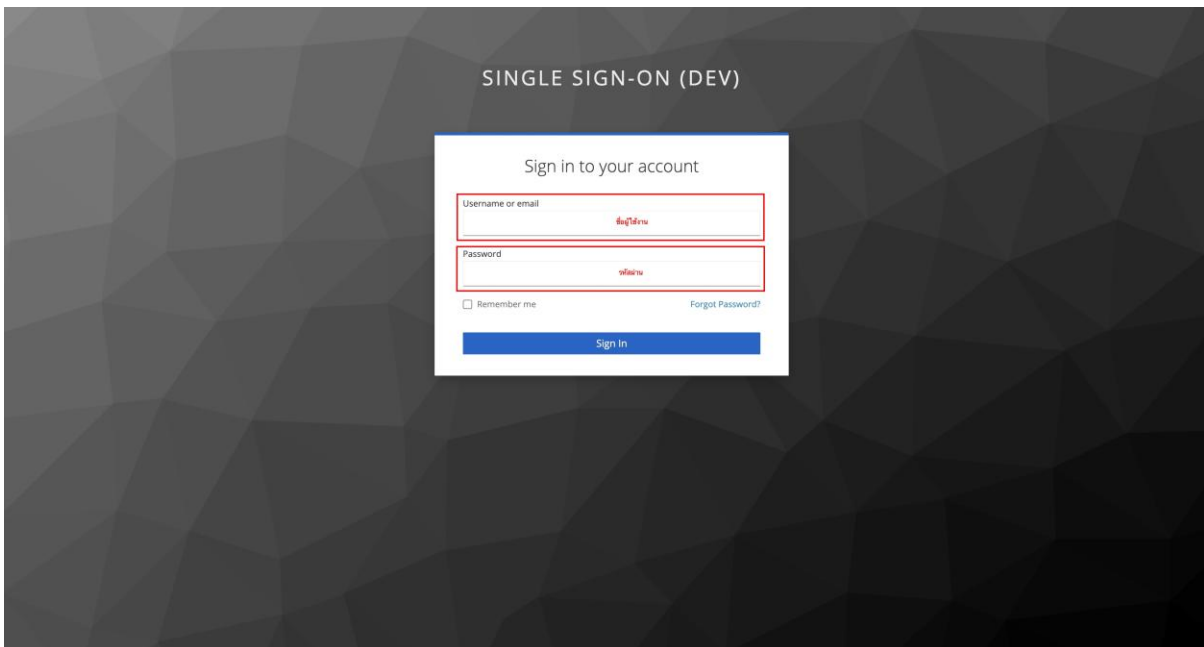 SINGLE SIGN-ON (DEV)
Sign in to your account
Username or email
ชื่อผู้ใช้งาน
Password
รหัสผ่าน
Remember me
Forgot Password?
Sign In